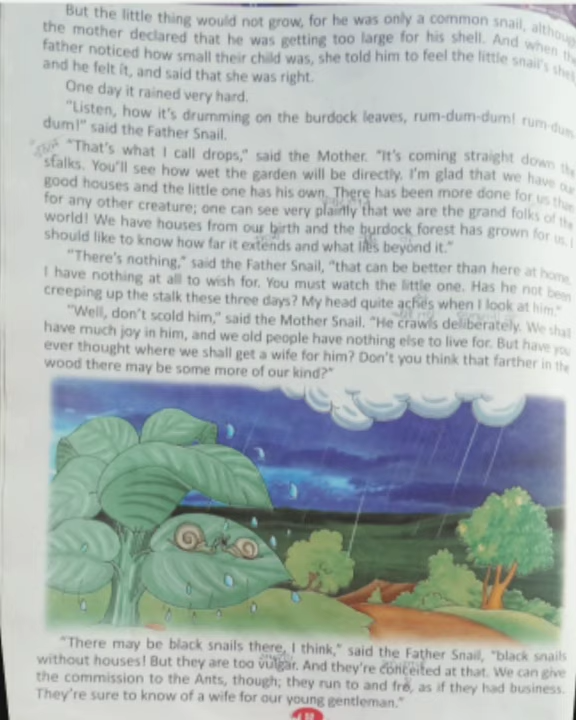 But the little thing would not grow, for he was only a common snail, although
the mother declared that he was getting too large for his shell. And when the
father noticed how small their child was, she told him to feel the little snail's shell
and he felt it, and said that she was right.
One day it rained very hard.
"Listen, how it's drumming on the burdock leaves, rum-dum-dum! rum-dum
dum!" said the Father Snail.
"That's what I call drops," said the Mother. "It's coming straight down the
stalks. You'll see how wet the garden will be directly. I'm glad that we have our
good houses and the little one has his own. There has been more done for us than
for any other creature; one can see very plainly that we are the grand folks of the
world! We have houses from our birth and the burdock forest has grown for us. I
should like to know how far it extends and what lies beyond it."
"There's nothing," said the Father Snail, "that can be better than here at home.
I have nothing at all to wish for. You must watch the little one. Has he not been
creeping up the stalk these three days? My head quite aches when I look at him."
"Well, don't scold him," said the Mother Snail. "He crawls deliberately. We shall
have much joy in him, and we old people have nothing else to live for. But have you
ever thought where we shall get a wife for him? Don't you think that farther in the
wood there may be some more of our kind?"
"There may be black snails there, I think," said the Father Snail, "black snails
without houses! But they are too vulgar. And they're conceited at that. We can give
the commission to the Ants, though; they run to and fro, as if they had business.
They're sure to know of a wife for our young gentleman."